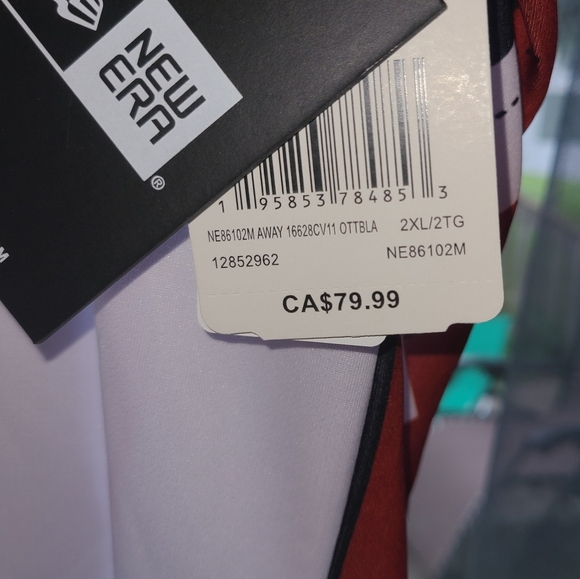 NEW
ERA
®
1 95853 78485 3
NE86102M AWAY 16628CV11 OTTBLA 2XL/2TG
12852962 NE86102M
CA$79.99